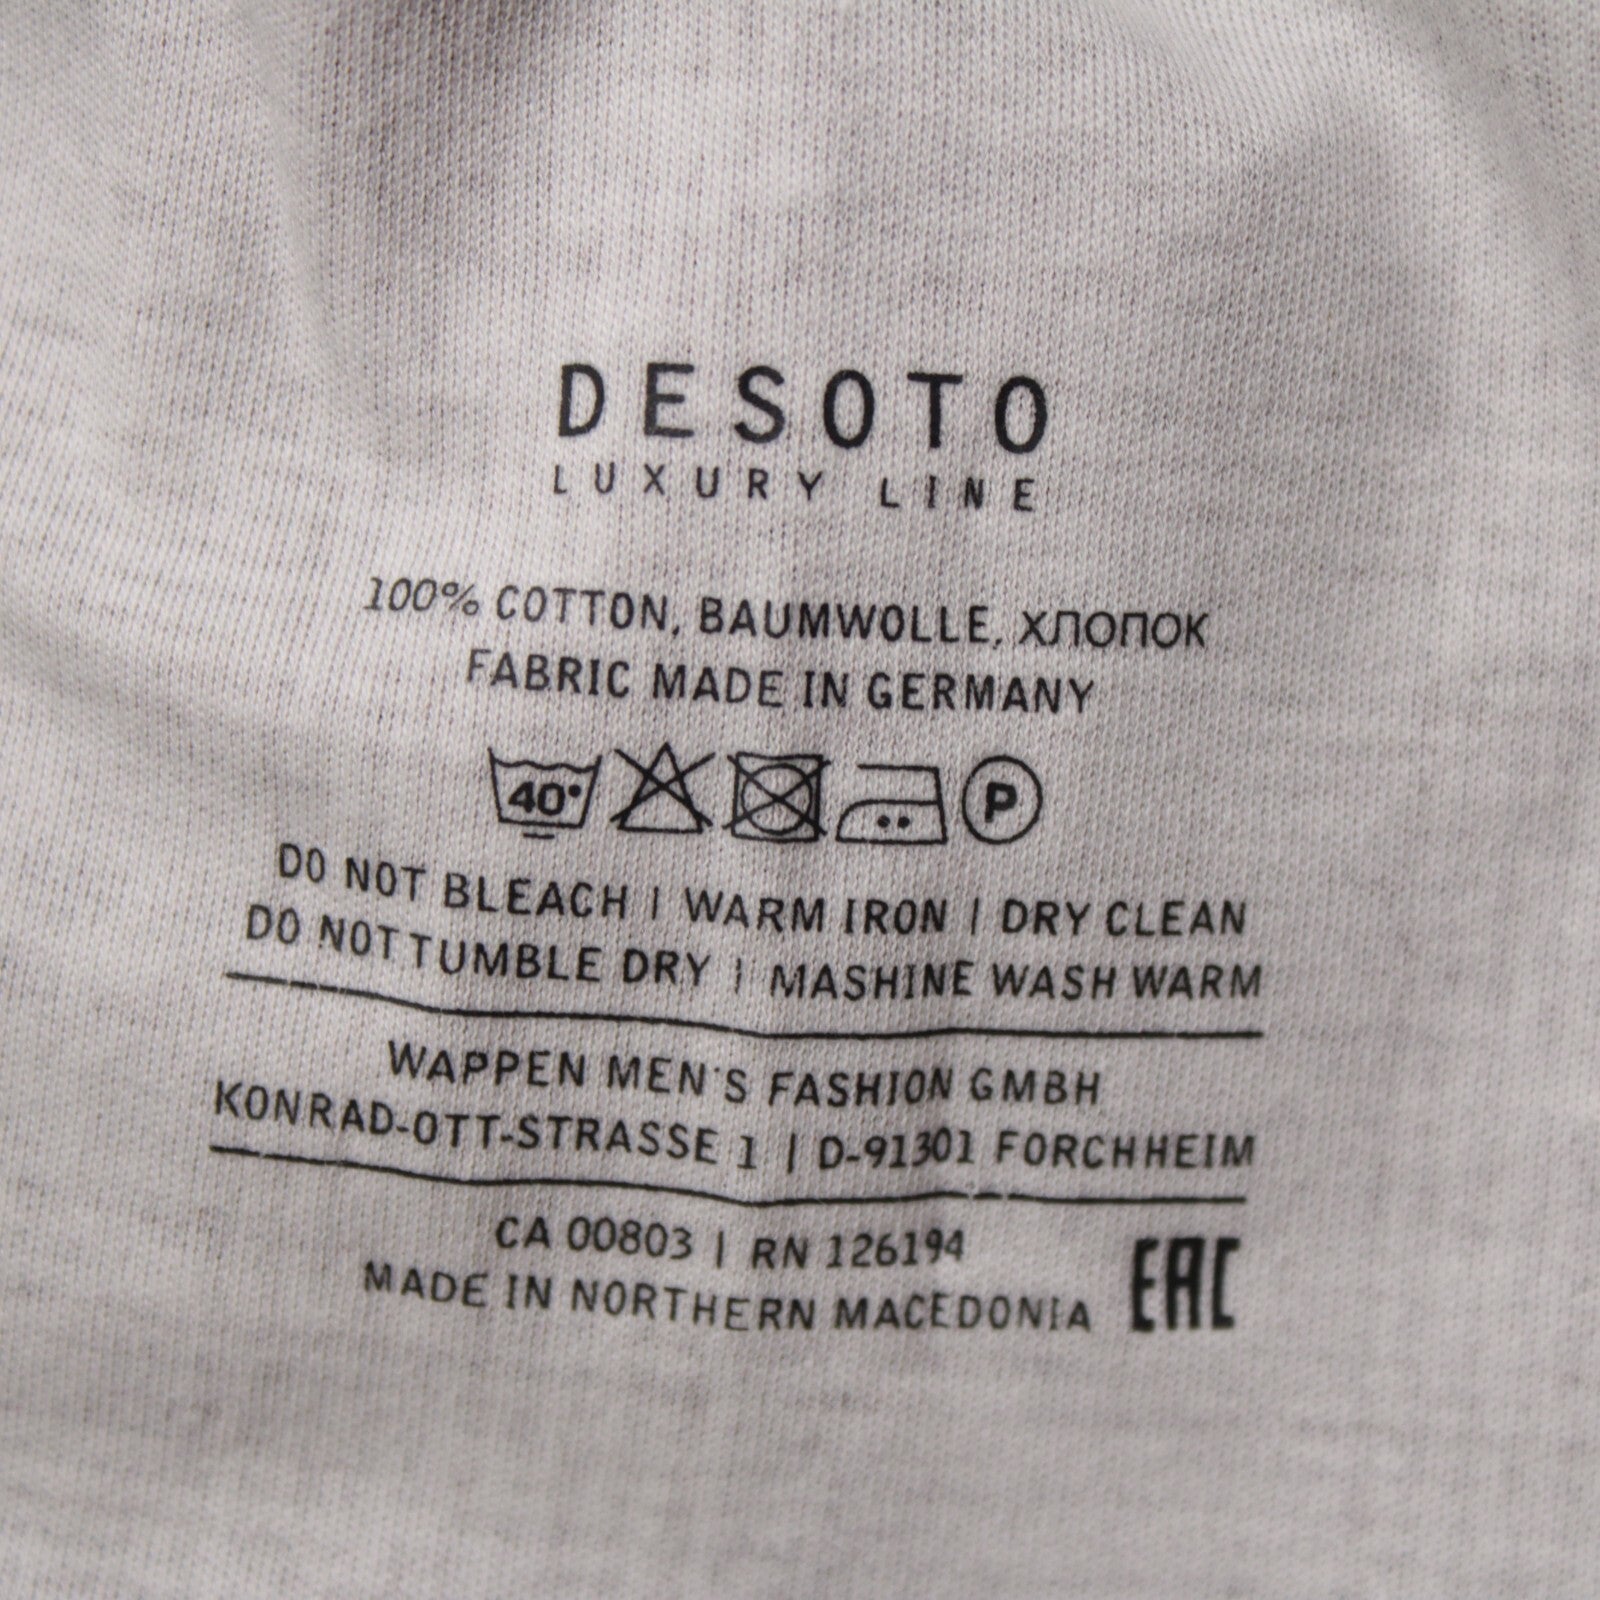 DESOTO
LUXURY LINE
100% COTTON, BAUMWOLLE, ХЛОПОК
FABRIC MADE IN GERMANY
40° P
DO NOT BLEACH | WARM IRON | DRY CLEAN
DO NOT TUMBLE DRY | MASHINE WASH WARM
WAPPEN MEN'S FASHION GMBH
KONRAD-OTT-STRASSE 1 | D-91301 FORCHHEIM
CA 00803 | RN 126194
MADE IN NORTHERN MACEDONIA EAC